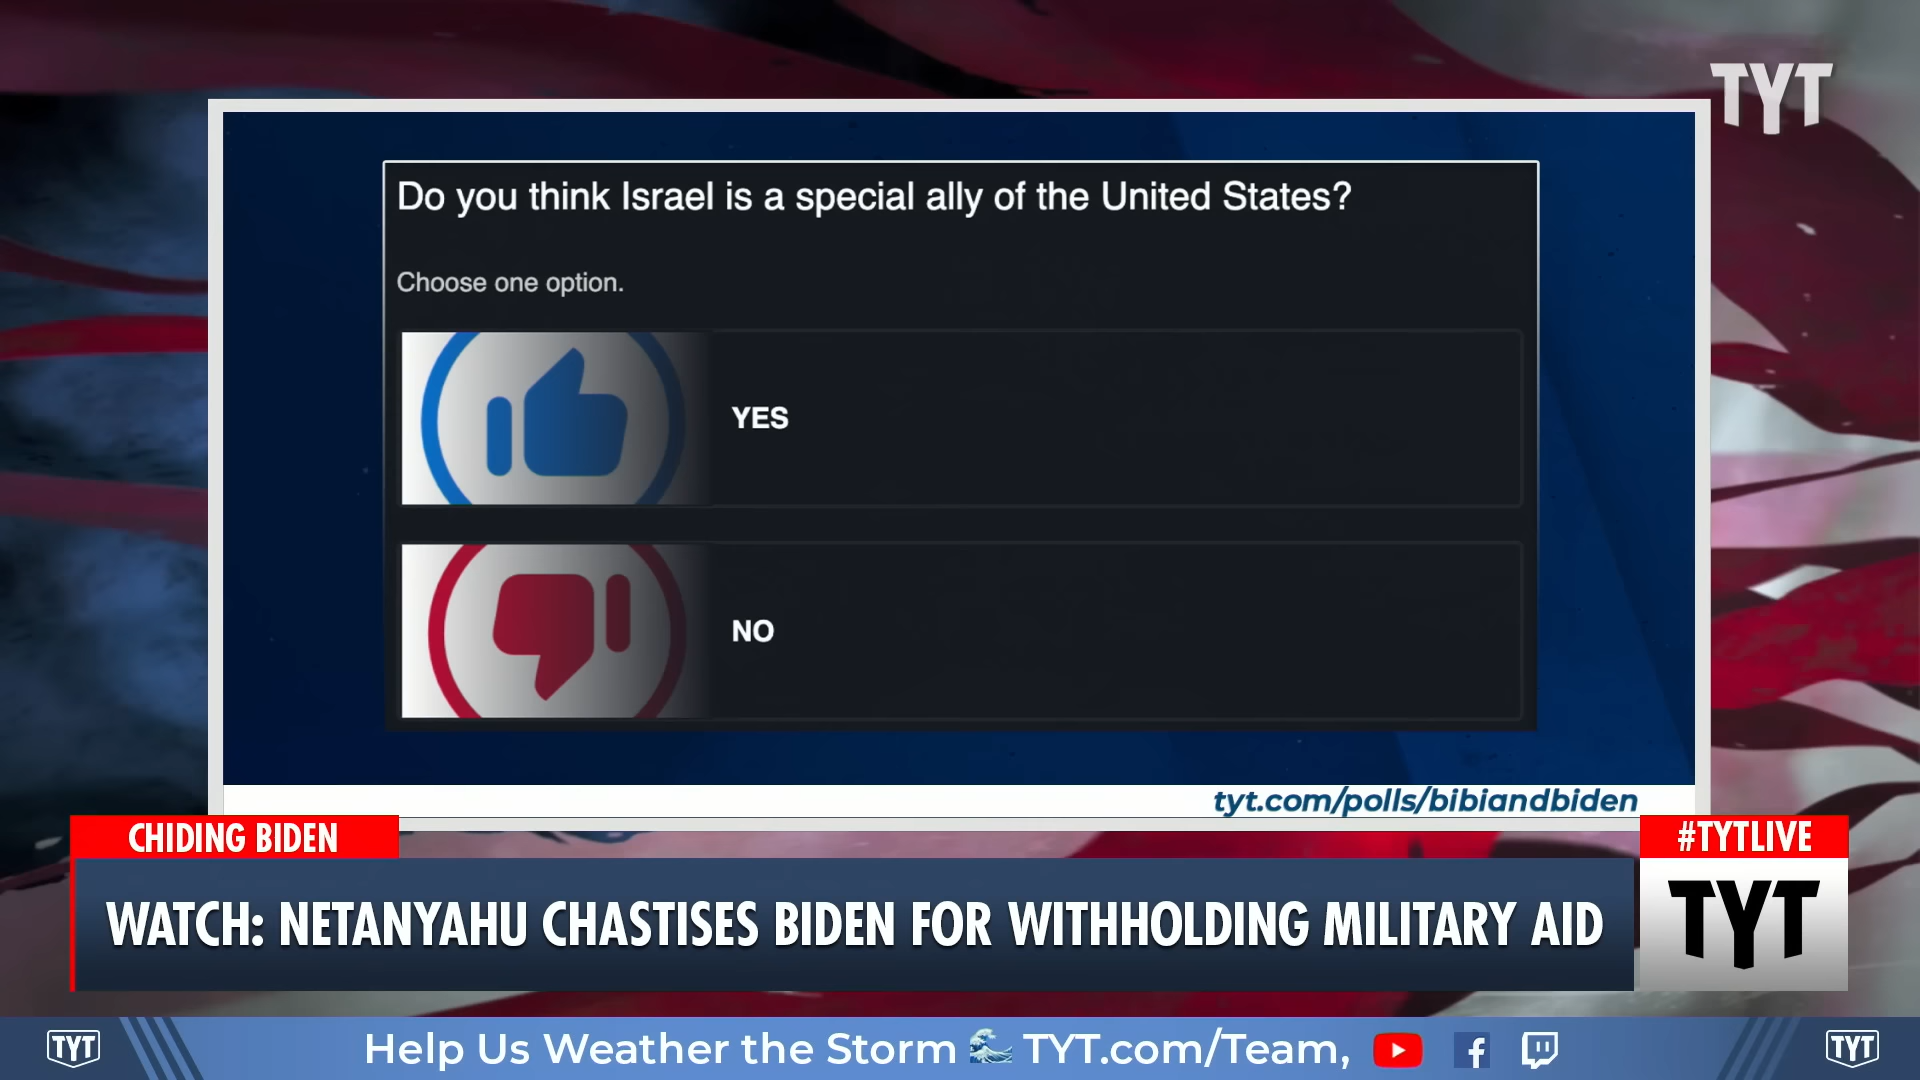 TYT
Do you think Israel is a special ally of the United States?
Choose one option.
YES
NO
tyt.com/polls/bibiandbiden
CHIDING BIDEN
#TYTLIVE
WATCH: NETANYAHU CHASTISES BIDEN FOR WITHHOLDING MILITARY AID
TYT
TYT
Help Us Weather the Storm 🌊 TYT.com/Team,
TYT